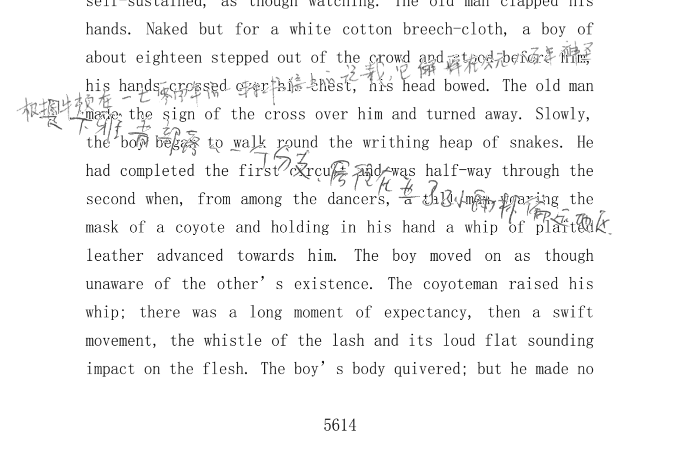 self-sustained, as though watching. The old man clapped his
hands. Naked but for a white cotton breech-cloth, a boy of
about eighteen stepped out of the crowd and stood before him,
his hands crossed over his chest, his head bowed. The old man
made the sign of the cross over him and turned away. Slowly,
the boy began to walk round the writhing heap of snakes. He
had completed the first circuit and was half-way through the
second when, from among the dancers, a tall man wearing the
mask of a coyote and holding in his hand a whip of plaited
leather advanced towards him. The boy moved on as though
unaware of the other’s existence. The coyoteman raised his
whip; there was a long moment of expectancy, then a swift
movement, the whistle of the lash and its loud flat sounding
impact on the flesh. The boy’s body quivered; but he made no
5614